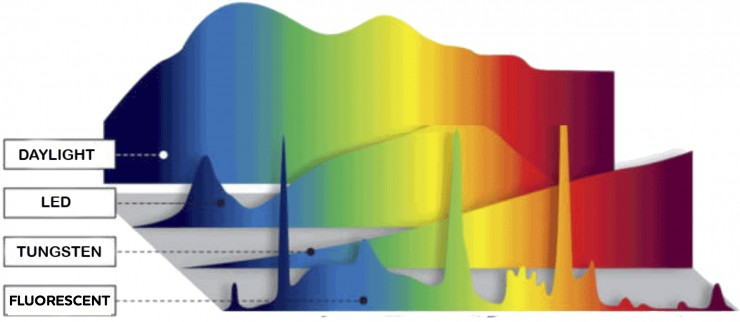 DAYLIGHT
LED
TUNGSTEN
FLUORESCENT